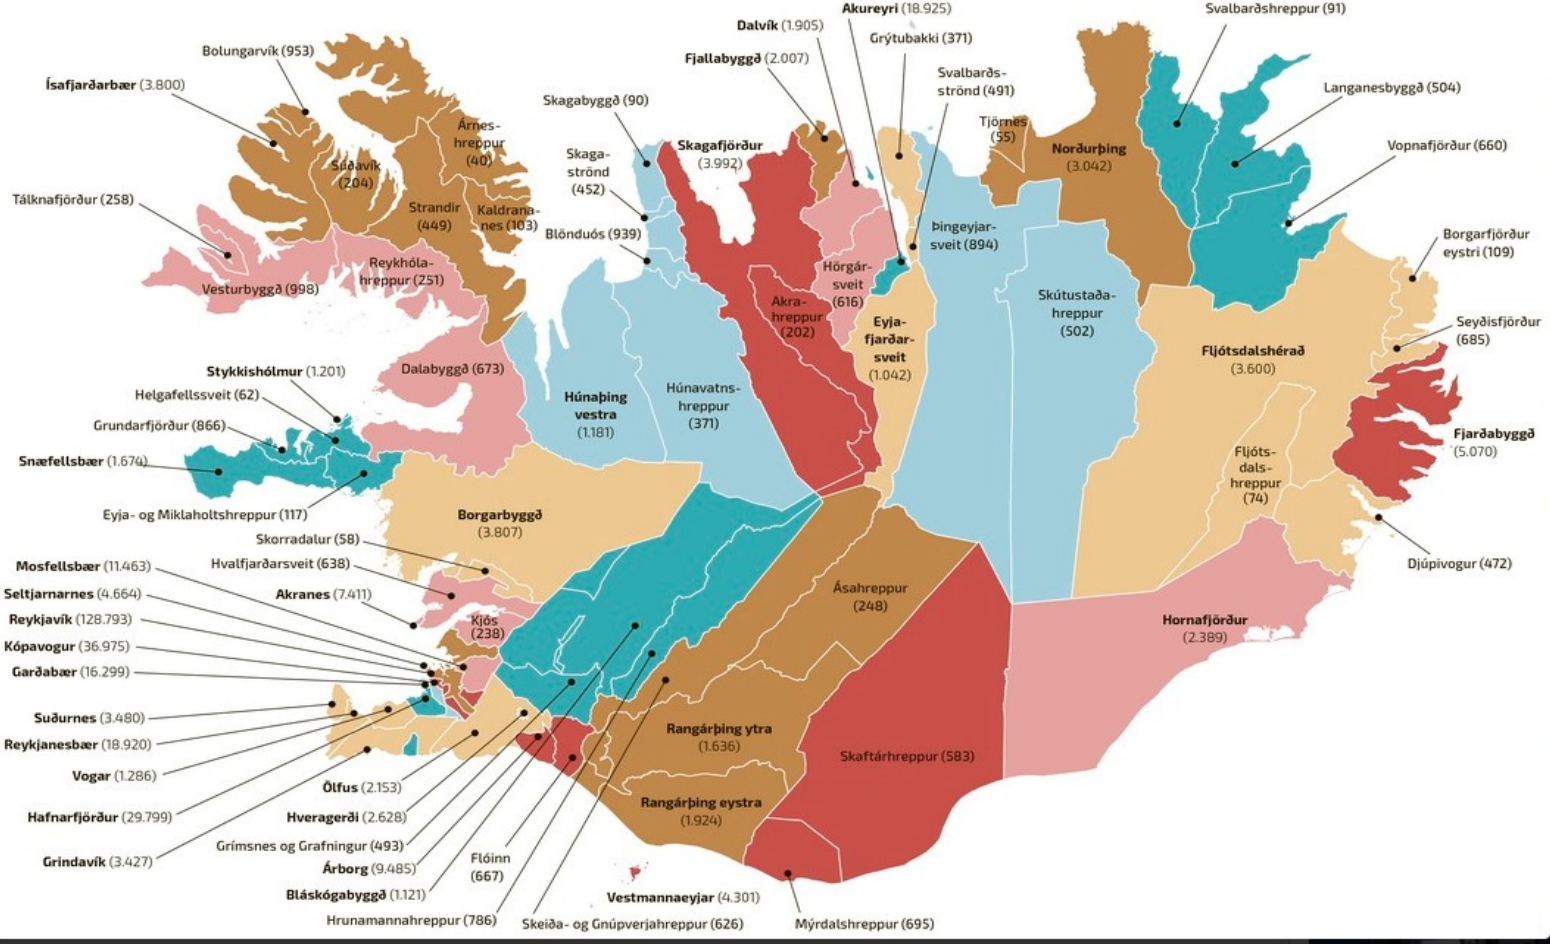 Akureyri (18.925)
Svalbarðshreppur (91)
Dalvík (1.905)
Grýtubakki (371)
Bolungarvík (953)
Fjallabyggð (2.007)
Ísafjarðarbær (3.800)
Svalbarðs-
strönd (491)
Langanesbyggð (504)
Skagabyggð (90)
Árnes-
hreppur
(40)
Tjörnes
(55)
Skagafjörður
(3.992)
Norðurþing
(3.042)
Vopnafjörður (660)
Skaga-
strönd
(452)
Súðavík
(204)
Tálknafjörður (258)
Strandir
(449)
Kaldrana-
nes (103)
Blönduós (939)
Þingeyjar-
sveit (894)
Borgarfjörður
eystri (109)
Reykhóla-
hreppur (251)
Vesturbyggð (998)
Hörgár-
sveit
(616)
Akra-
hreppur
(202)
Skútustaða-
hreppur
(502)
Eyja-
fjarðar-
sveit
(1.042)
Seyðisfjörður
(685)
Fljótsdalshérað
(3.600)
Stykkishólmur (1.201)
Dalabyggð (673)
Helgafellssveit (62)
Húnaþing
vestra
(1.181)
Húnavatns-
hreppur
(371)
Grundarfjörður (866)
Fjarðabyggð
(5.070)
Snæfellsbær (1.674)
Fljóts-
dals-
hreppur
(74)
Eyja- og Miklaholtshreppur (117)
Borgarbyggð
(3.807)
Skorradalur (58)
Djúpivogur (472)
Mosfellsbær (11.463)
Hvalfjarðarsveit (638)
Seltjarnarnes (4.664)
Akranes (7.411)
Ásahreppur
(248)
Reykjavík (128.793)
Kjós
(238)
Hornafjörður
(2.389)
Kópavogur (36.975)
Garðabær (16.299)
Suðurnes (3.480)
Rangárþing ytra
(1.636)
Reykjanesbær (18.920)
Skaftárhreppur (583)
Vogar (1.286)
Ölfus (2.153)
Rangárþing eystra
(1.924)
Hafnarfjörður (29.799)
Hveragerði (2.628)
Grímsnes og Grafningur (493)
Grindavík (3.427)
Flóinn
(667)
Árborg (9.485)
Bláskógabyggð (1.121)
Vestmannaeyjar (4.301)
Hrunamannahreppur (786)
Skeiða- og Gnúpverjahreppur (626)
Mýrdalshreppur (695)